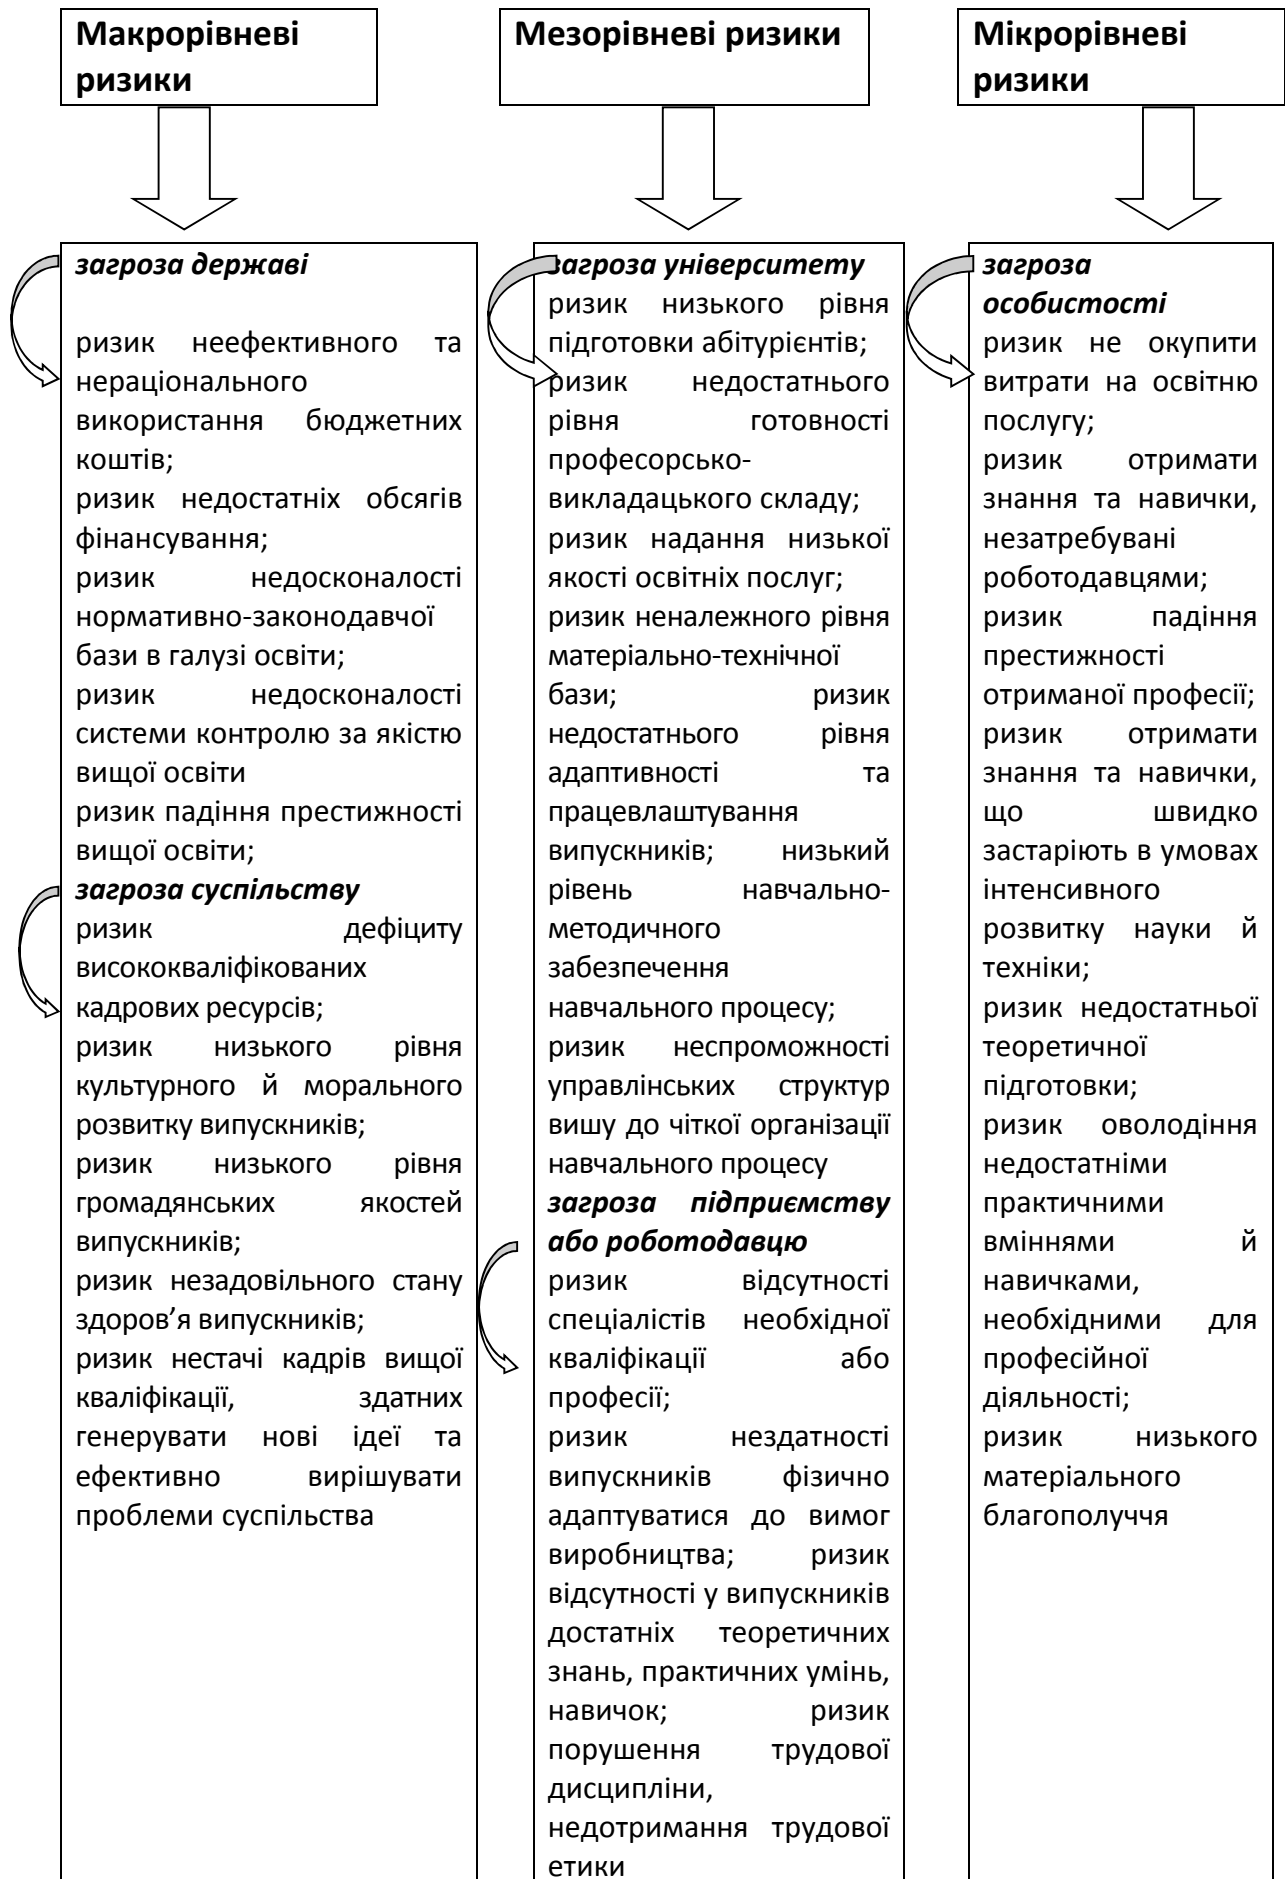 Макрорівневі
ризики
Мезорівневі ризики
Мікрорівневі
ризики
загроза державі
ризик неефективного та
нераціонального
використання бюджетних
коштів;
ризик недостатніх обсягів
фінансування;
ризик недосконалості
нормативно-законодавчої
бази в галузі освіти;
ризик недосконалості
системи контролю за якістю
вищої освіти
ризик падіння престижності
вищої освіти;
загроза суспільству
ризик дефіциту
висококваліфікованих
кадрових ресурсів;
ризик низького рівня
культурного й морального
розвитку випускників;
ризик низького рівня
громадянських якостей
випускників;
ризик незадовільного стану
здоров’я випускників;
ризик нестачі кадрів вищої
кваліфікації, здатних
генерувати нові ідеї та
ефективно вирішувати
проблеми суспільства
загроза університету
ризик низького рівня
підготовки абітурієнтів;
ризик недостатнього
рівня готовності
професорсько-
викладацького складу;
ризик надання низької
якості освітніх послуг;
ризик неналежного рівня
матеріально-технічної
бази; ризик
недостатнього рівня
адаптивності та
працевлаштування
випускників; низький
рівень навчально-
методичного
забезпечення
навчального процесу;
ризик неспроможності
управлінських структур
вишу до чіткої організації
навчального процесу
загроза підприємству
або роботодавцю
ризик відсутності
спеціалістів необхідної
кваліфікації або
професії;
ризик нездатності
випускників фізично
адаптуватися до вимог
виробництва; ризик
відсутності у випускників
достатніх теоретичних
знань, практичних умінь,
навичок; ризик
порушення трудової
дисципліни,
недотримання трудової
етики
загроза
особистості
ризик не окупити
витрати на освітню
послугу;
ризик отримати
знання та навички,
незатребувані
роботодавцями;
ризик падіння
престижності
отриманої професії;
ризик отримати
знання та навички,
що швидко
застаріють в умовах
інтенсивного
розвитку науки й
техніки;
ризик недостатньої
теоретичної
підготовки;
ризик оволодіння
недостатніми
практичними
вміннями й
навичками,
необхідними для
професійної
діяльності;
ризик низького
матеріального
благополуччя